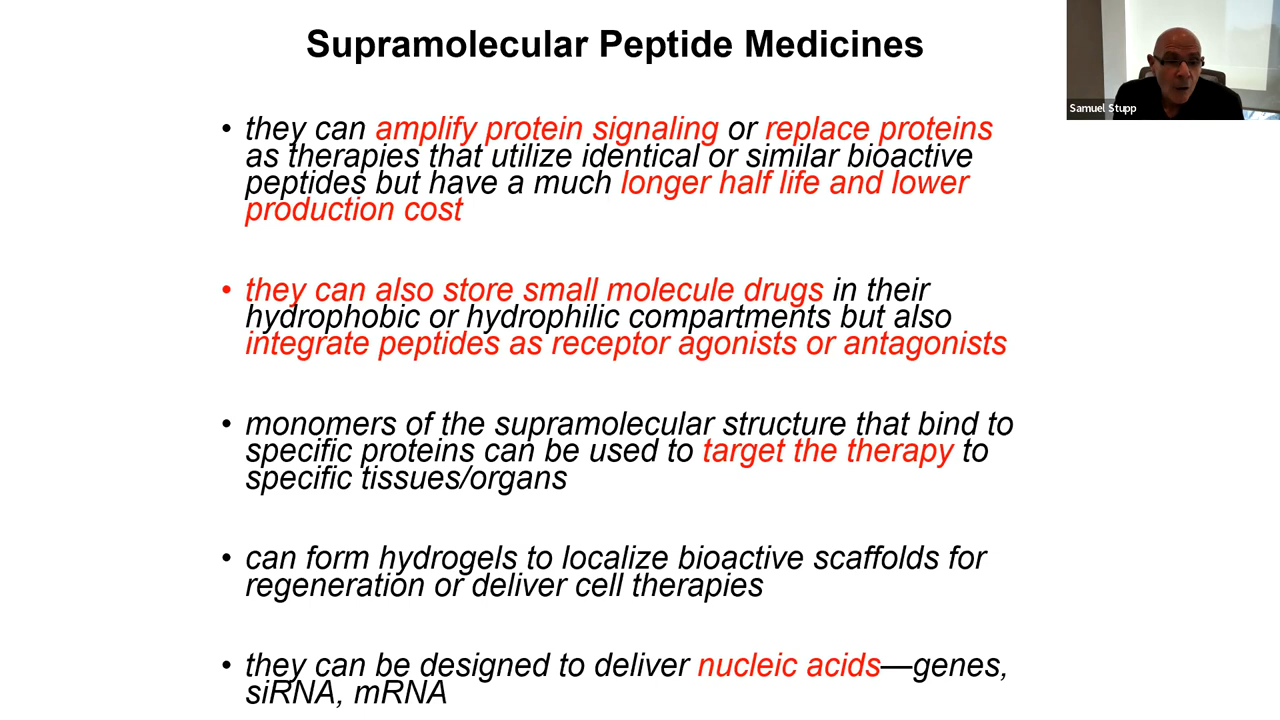 Supramolecular Peptide Medicines
Samuel Stupp
• they can amplify protein signaling or replace proteins
as therapies that utilize identical or similar bioactive
peptides but have a much longer half life and lower
production cost
• they can also store small molecule drugs in their
hydrophobic or hydrophilic compartments but also
integrate peptides as receptor agonists or antagonists
• monomers of the supramolecular structure that bind to
specific proteins can be used to target the therapy to
specific tissues/organs
• can form hydrogels to localize bioactive scaffolds for
regeneration or deliver cell therapies
• they can be designed to deliver nucleic acids—genes,
siRNA, mRNA